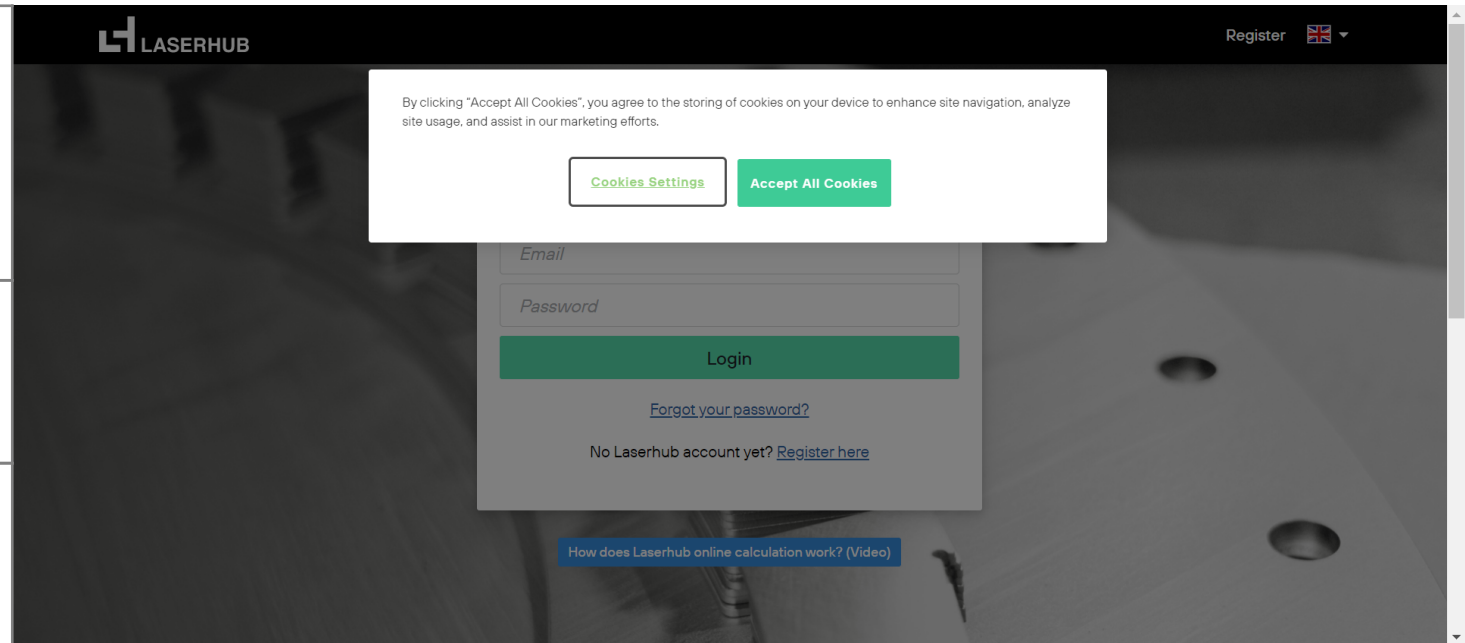 LASERHUB
Register
By clicking “Accept All Cookies”, you agree to the storing of cookies on your device to enhance site navigation, analyze
site usage, and assist in our marketing efforts.
Cookies Settings
Accept All Cookies
Email
Password
Login
Forgot your password?
No Laserhub account yet? Register here
How does Laserhub online calculation work? (Video)